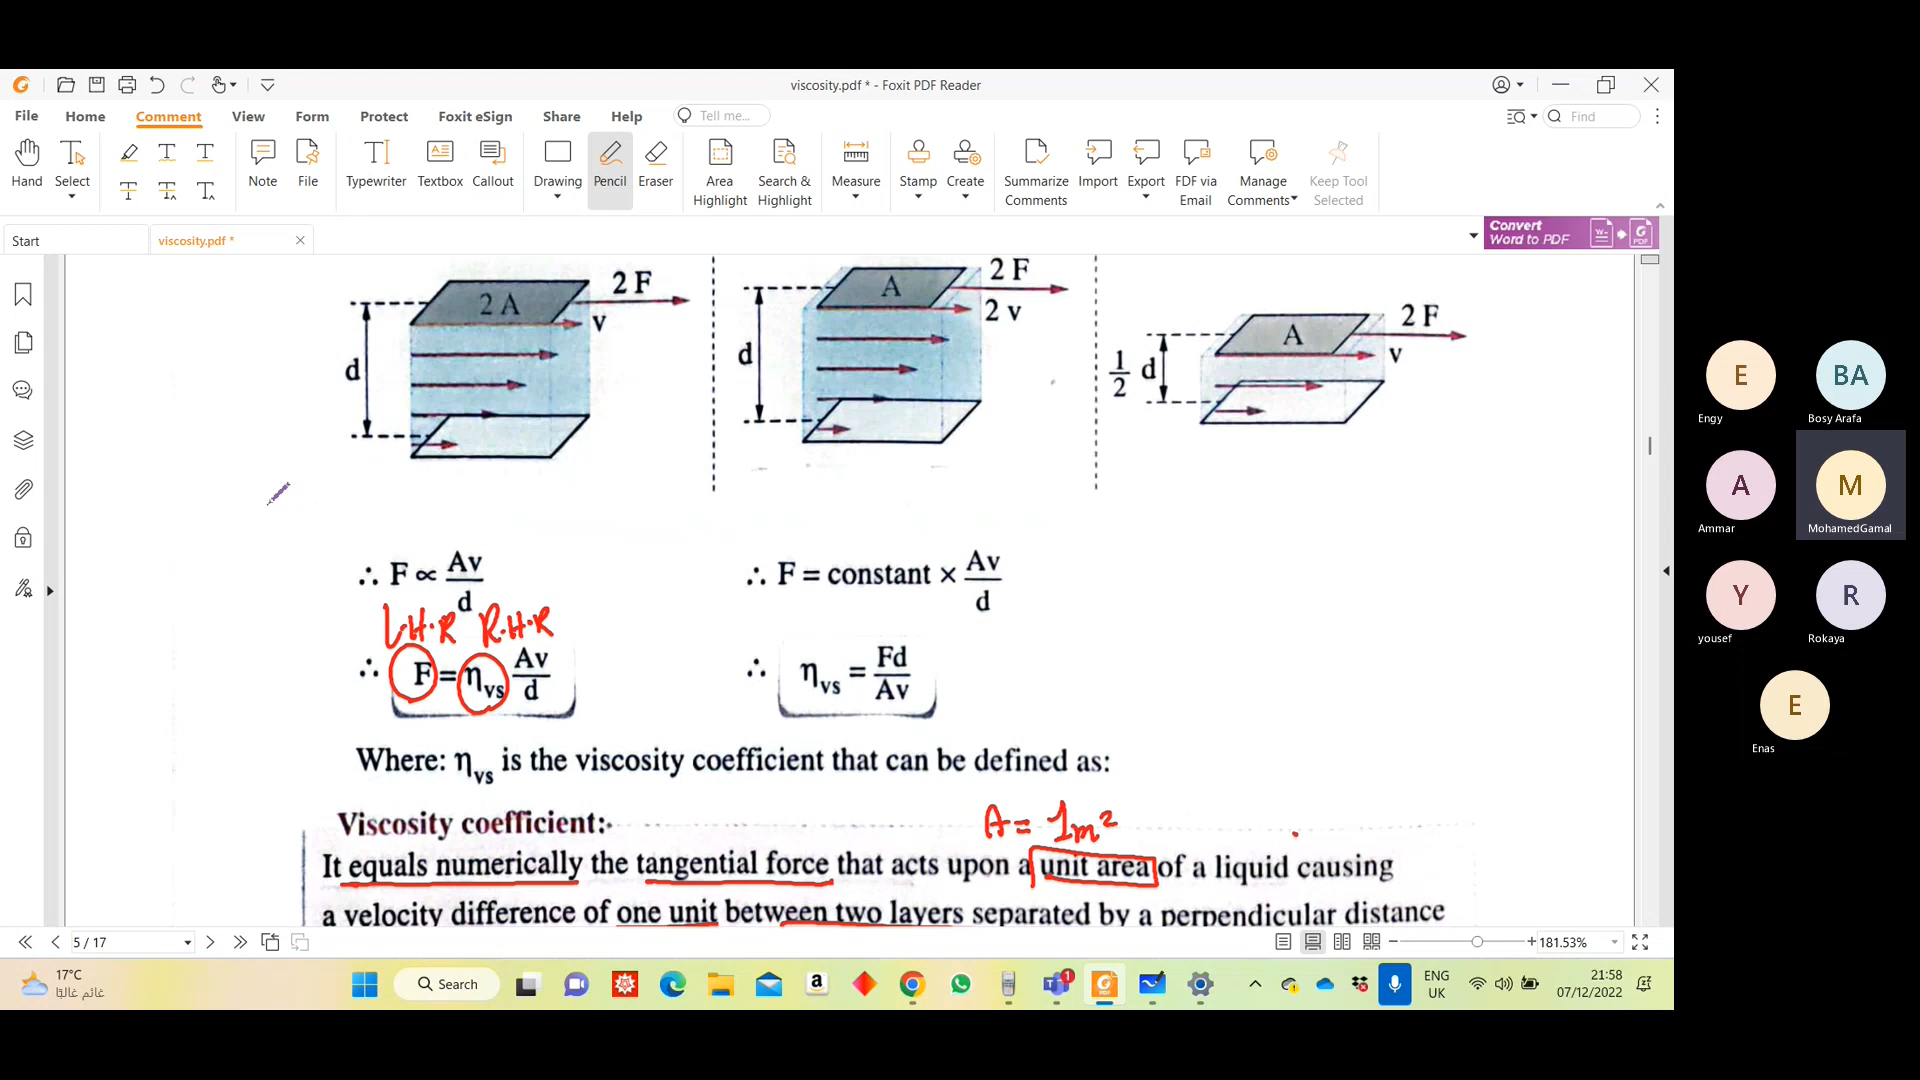 viscosity.pdf * - Foxit PDF Reader
File Home Comment View Form Protect Foxit eSign Share Help Tell me... Find
Hand Select Note File Typewriter Textbox Callout Drawing Pencil Eraser Area Highlight Search & Highlight Measure Stamp Create Summarize Comments Import Export FDF via Email Manage Comments Keep Tool Selected
Start viscosity.pdf * Convert Word to PDF
2 A 2 F v d
A 2 F 2 v d
A 2 F v 1/2 d
∴ F ∝ Av/d ∴ F = constant × Av/d
L.H.R R.H.R
∴ F = ηvs Av/d ∴ ηvs = Fd/Av
Where: ηvs is the viscosity coefficient that can be defined as:
A = 1m²
Viscosity coefficient:
It equals numerically the tangential force that acts upon a unit area of a liquid causing
a velocity difference of one unit between two layers separated by a perpendicular distance
5 / 17 181.53%
17°C
غائم غالبًا
Search
a
1
ENG
UK
21:58
07/12/2022
E BA
Engy Bosy Arafa
A M
Ammar MohamedGamal
Y R
yousef Rokaya
E
Enas